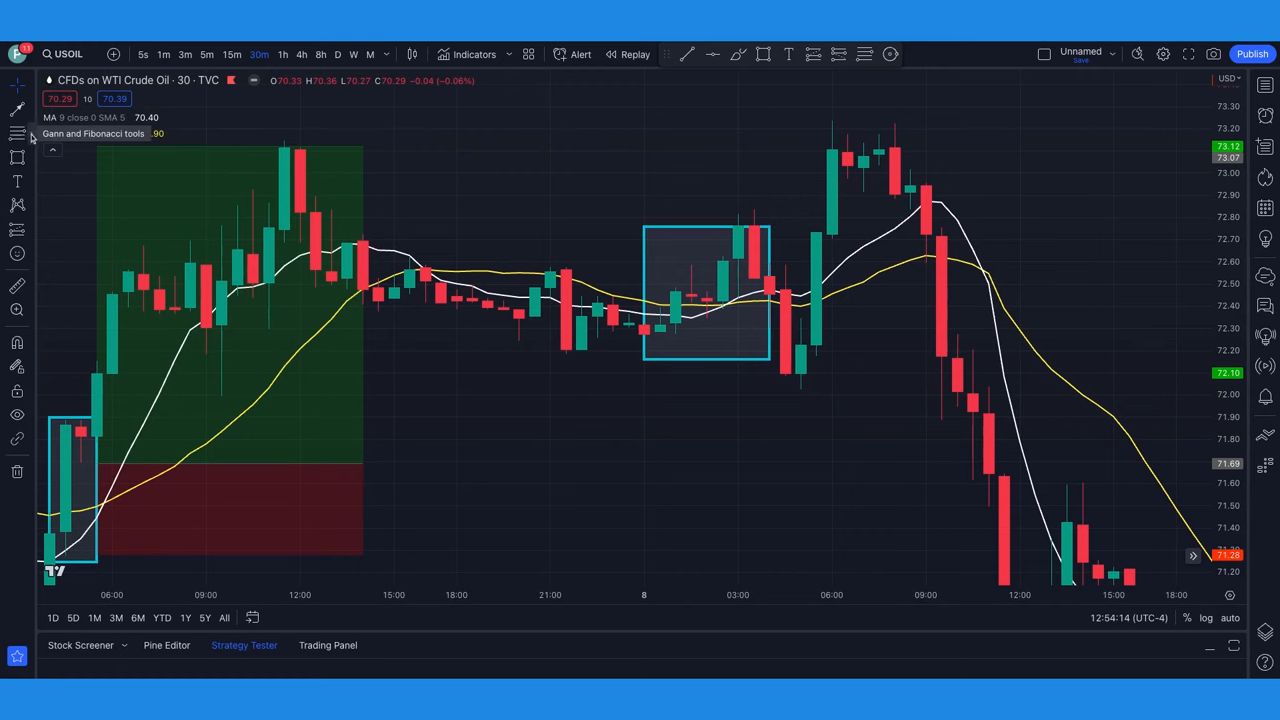 11
USOIL
5s 1m 3m 5m 15m 30m 1h 4h 8h D W M
Indicators
Alert
Replay
Unnamed
Save
Publish
CFDs on WTI Crude Oil · 30 · TVC
O70.33 H70.36 L70.27 C70.29 −0.04 (−0.06%)
USD
70.29 10 70.39
MA 9 close 0 SMA 5 70.40
Gann and Fibonacci tools
.90
73.30
73.20
73.12
73.07
73.00
72.90
72.80
72.70
72.60
72.50
72.40
72.30
72.20
72.10
72.00
71.90
71.80
71.69
71.60
71.50
71.40
71.28
71.20
06:00 09:00 12:00 15:00 18:00 21:00 8 03:00 06:00 09:00 12:00 15:00 18:00
1D 5D 1M 3M 6M YTD 1Y 5Y All
12:54:14 (UTC-4) % log auto
Stock Screener Pine Editor Strategy Tester Trading Panel